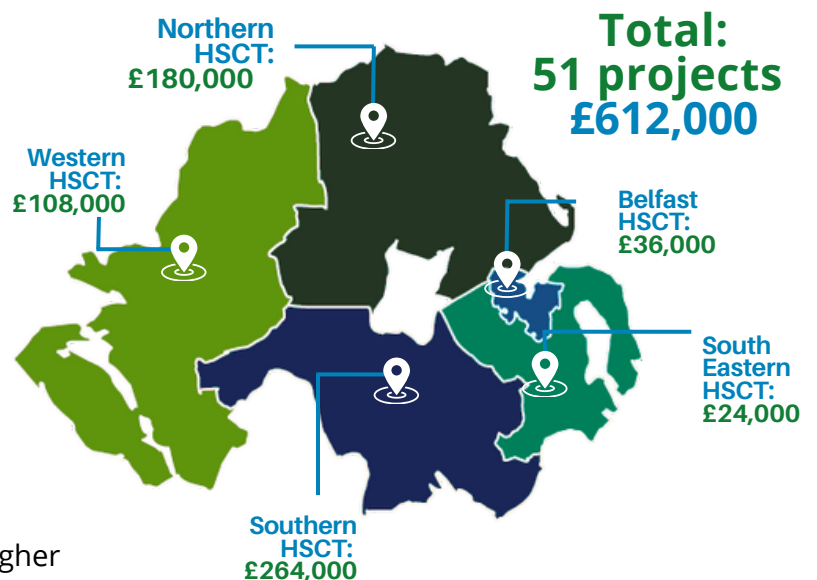 Northern
HSCT:
£180,000
Total:
51 projects
£612,000
Western
HSCT:
£108,000
Belfast
HSCT:
£36,000
South
Eastern
HSCT:
£24,000
Southern
HSCT:
£264,000
gher